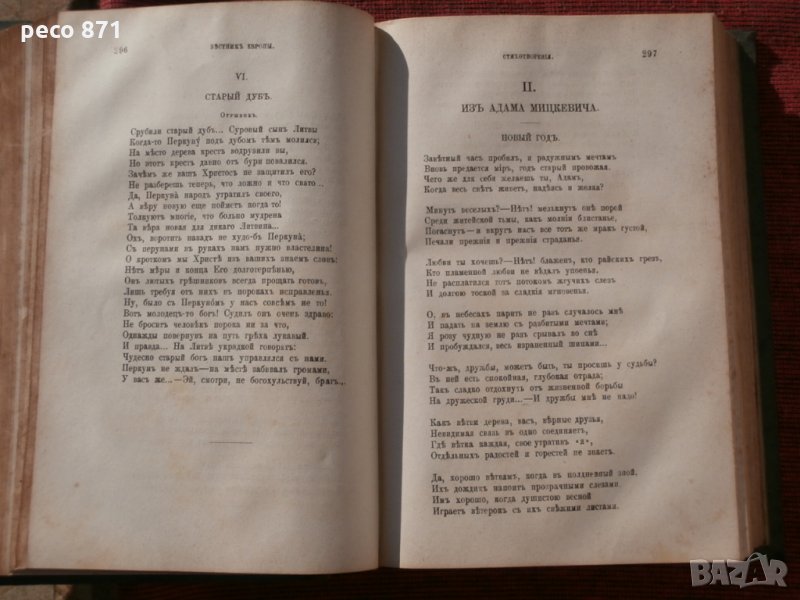 peco 871
296
ВѢСТНИКЪ ЕВРОПЫ.
VI.
СТАРЫЙ ДУБЪ.
Отрывокъ.
Срубили старый дубъ... Суровый сынъ Литвы
Когда-то Перкуну́ подъ дубомъ тѣмъ молился;
На мѣсто дерева крестъ водрузили вы,
Но этот крестъ давно отъ бури повалился.
Зачѣмъ же вашъ Христосъ не защитилъ его?
Не разберешь теперь, что ложно и что свято...
Да, Перкуна̀ народъ утратилъ своего,
А вѣру новую еще поймётъ когда-то!
Толкуютъ многіе, что больно мудрена
Та вѣра новая для дикаго Литвина...
Охъ, воротить назадъ не худо-бъ Перкуна̀;
Съ перунами въ рукахъ намъ нужно властелина!
О кроткомъ мы Христѣ изъ вашихъ знаемъ словъ:
Нѣтъ мѣры и конца Его долготерпѣнью,
Онъ лютыхъ грѣшниковъ всегда прощать готовъ,
Лишь требуя отъ нихъ въ порокахъ исправленья.
Ну, было съ Перкуно́мъ у насъ совсѣмъ не то!
Вотъ молодецъ-то богъ! Судилъ онъ очень здраво:
Не броситъ человѣкъ порока ни за что,
Однажды повернувъ на путь грѣха лукавый.
И правда... На Литвѣ украдкой говорятъ:
Чудесно старый богъ нашъ управлялся съ нами.
Перкунъ не ждалъ—на мѣстѣ забивалъ громами,
У васъ же...—Эй, смотри, не богохульствуй, братъ...
СТИХОТВОРЕНІЯ.
297
II.
ИЗЪ АДАМА МИЦКЕВИЧА.
НОВЫЙ ГОДЪ.
Завѣтный часъ пробилъ, и радужнымъ мечтамъ
Вновь предается міръ, годъ старый провожая.
Чего же для себя желаешь ты, Адамъ,
Когда весь свѣтъ живетъ, надѣясь и желая?
Минутъ веселыхъ?—Нѣтъ! мелькнутъ онѣ порой
Среди житейской тьмы, какъ молніи блистанье,
Погаснутъ—и вкругъ насъ все тотъ же мракъ густой,
Печали прежнія и прежнія страданья.
Любви ты хочешь?—Нѣтъ! блаженъ, кто райскихъ грезъ,
Кто пламенной любви не вѣдалъ упоенья,
Не расплатился тотъ потокомъ жгучихъ слезъ
И долгою тоской за сладкія мгновенья.
О, въ небесахъ парить не разъ случалось мнѣ
И падать на землю съ разбитыми мечтами;
Я розу чудную не разъ срывалъ во снѣ
И пробуждался, весь израненный шипами...
Что-жъ, дружбы, можетъ быть, ты просишь у судьбы?
Въ ней есть спокойная, глубокая отрада;
Такъ сладко отдохнуть отъ жизненной борьбы
На дружеской груди...—И дружбы мнѣ не надо!
Какъ вѣтки дерева, васъ, вѣрные друзья,
Невидимая связь въ одно соединяетъ,
Гдѣ вѣтка каждая, свое утративъ «я»,
Отдѣльныхъ радостей и горестей не знаетъ.
Да, хорошо вѣтвямъ, когда въ полдневный зной.
Ихъ дождикъ напоитъ прозрачными слезами.
Имъ хорошо, когда душистою весной
Играетъ вѣтерокъ съ ихъ свѣжими листами.
BAZAR